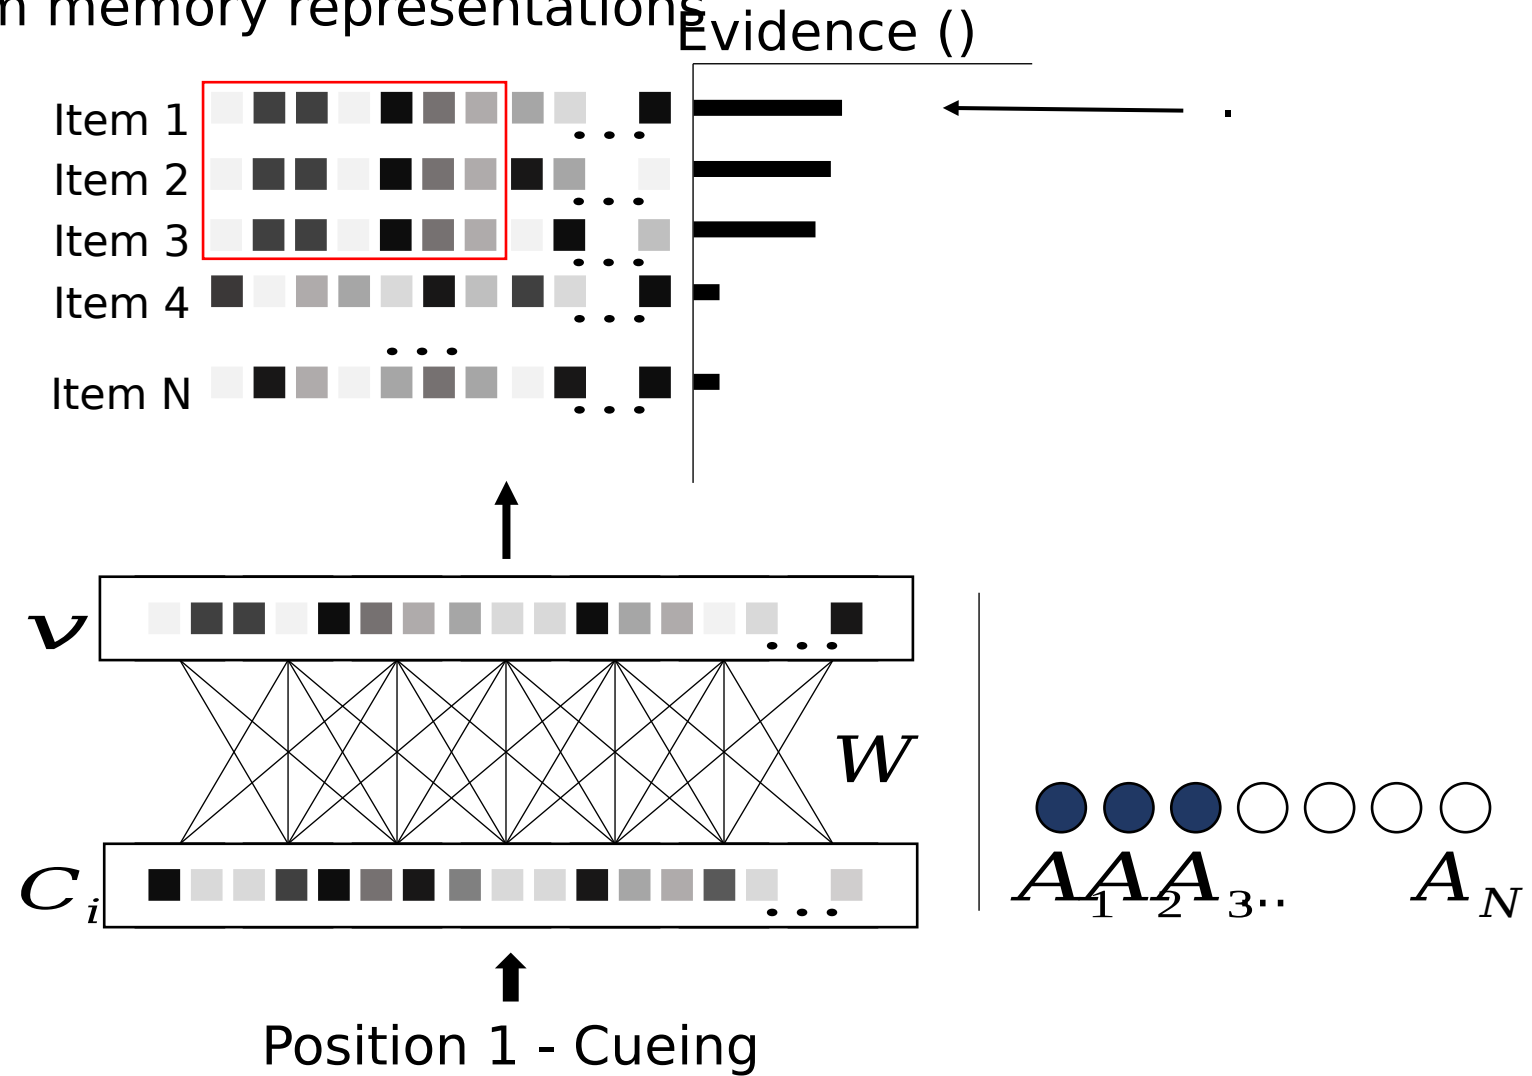 memory representations
Evidence ()
Item 1
Item 2
Item 3
Item 4
Item N
v
W
C i
A 1 A 2 A 3 ... A N
Position 1 - Cueing